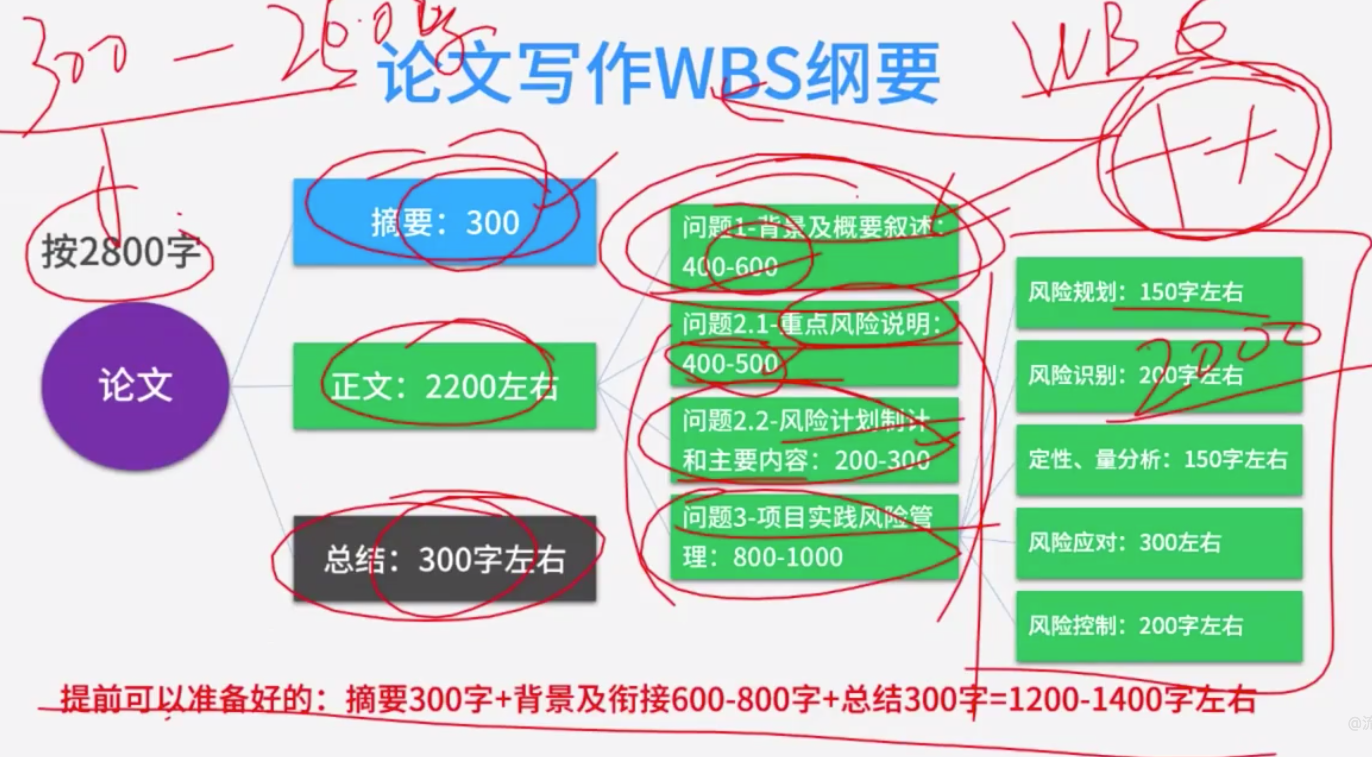 300 — 2600字
WBS
论文写作WBS纲要
按2800字
论文
摘要：300
正文：2200左右
总结：300字左右
问题1-背景及概要叙述：
400-600
问题2.1-重点风险说明：
400-500
问题2.2-风险计划制计
和主要内容：200-300
问题3-项目实践风险管
理：800-1000
风险规划：150字左右
风险识别：200字左右
2000
定性、量分析：150字左右
风险应对：300左右
风险控制：200字左右
提前可以准备好的：摘要300字+背景及衔接600-800字+总结300字=1200-1400字左右